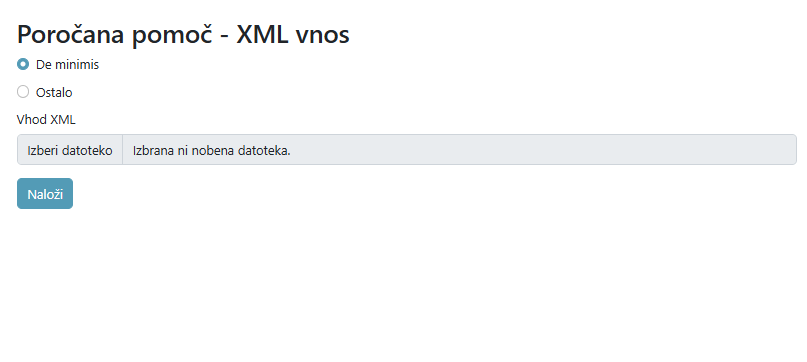 Poročana pomoč - XML vnos
De minimis
Ostalo
Vhod XML
Izberi datoteko Izbrana ni nobena datoteka.
Naloži